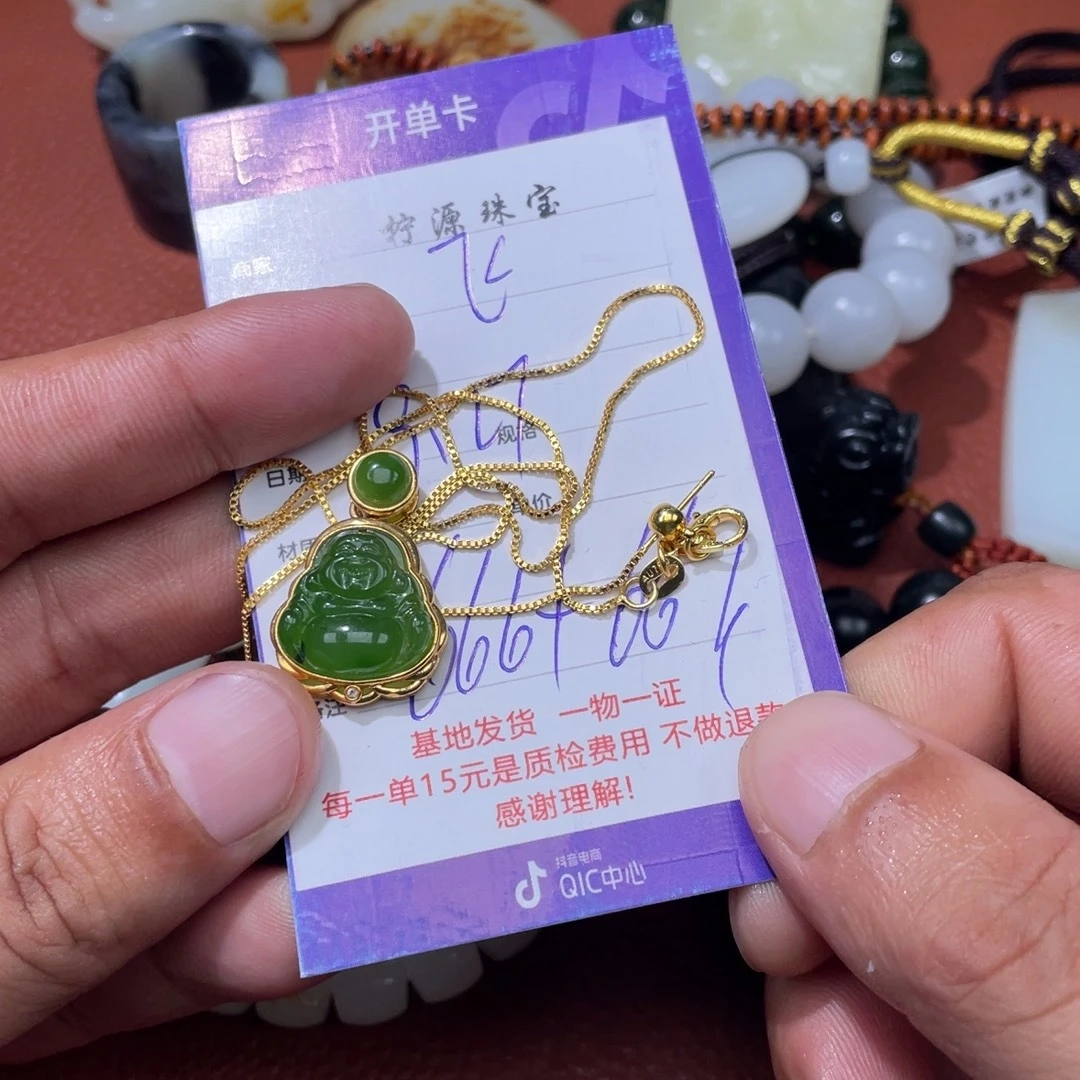 开单卡
狞源珠宝
商家
飞
日期
规格
单价
材质
备注
基地发货 一物一证
每一单15元是质检费用 不做退款
感谢理解!
抖音电商
QIC中心